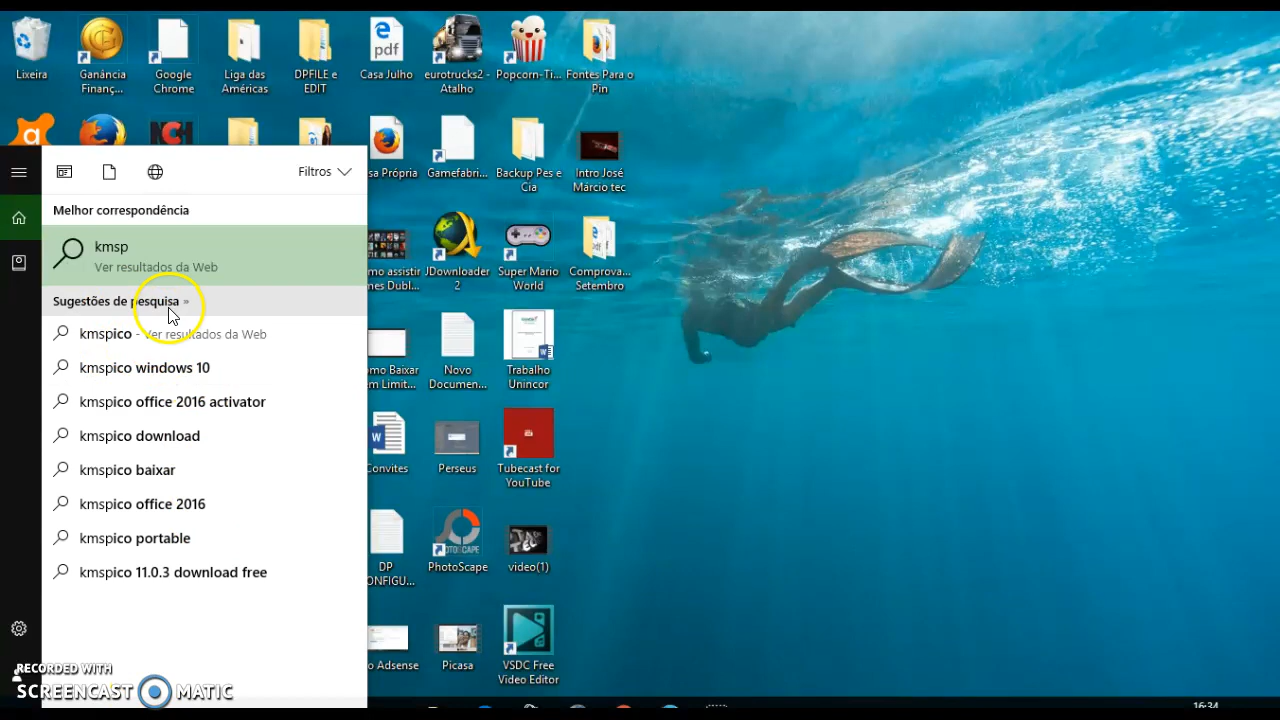 Lixeira
Ganância
Finanç...
Google
Chrome
Liga das
Américas
DPFILE e
EDIT
Casa Julho
eurotrucks2 -
Atalho
Popcorn-Ti...
Fontes Para o
Pin
NCH
Filtros
Melhor correspondência
kmsp
Ver resultados da Web
Sugestões de pesquisa »
kmspico - Ver resultados da Web
kmspico windows 10
kmspico office 2016 activator
kmspico download
kmspico baixar
kmspico office 2016
kmspico portable
kmspico 11.0.3 download free
sa Própria
Gamefábri...
Backup Pes e
Cia
Intro José
Márcio tec
omo assistir
nes Dubl...
JDownloader
2
Super Mario
World
Comprova...
Setembro
omo Baixar
m Limit...
Novo
Documen...
Trabalho
Unincor
Convites
Perseus
Tubecast for
YouTube
DP
ONFIGU...
PhotoScape
video(1)
o Adsense
Picasa
VSDC Free
Video Editor
RECORDED WITH
SCREENCAST MATIC
16:34